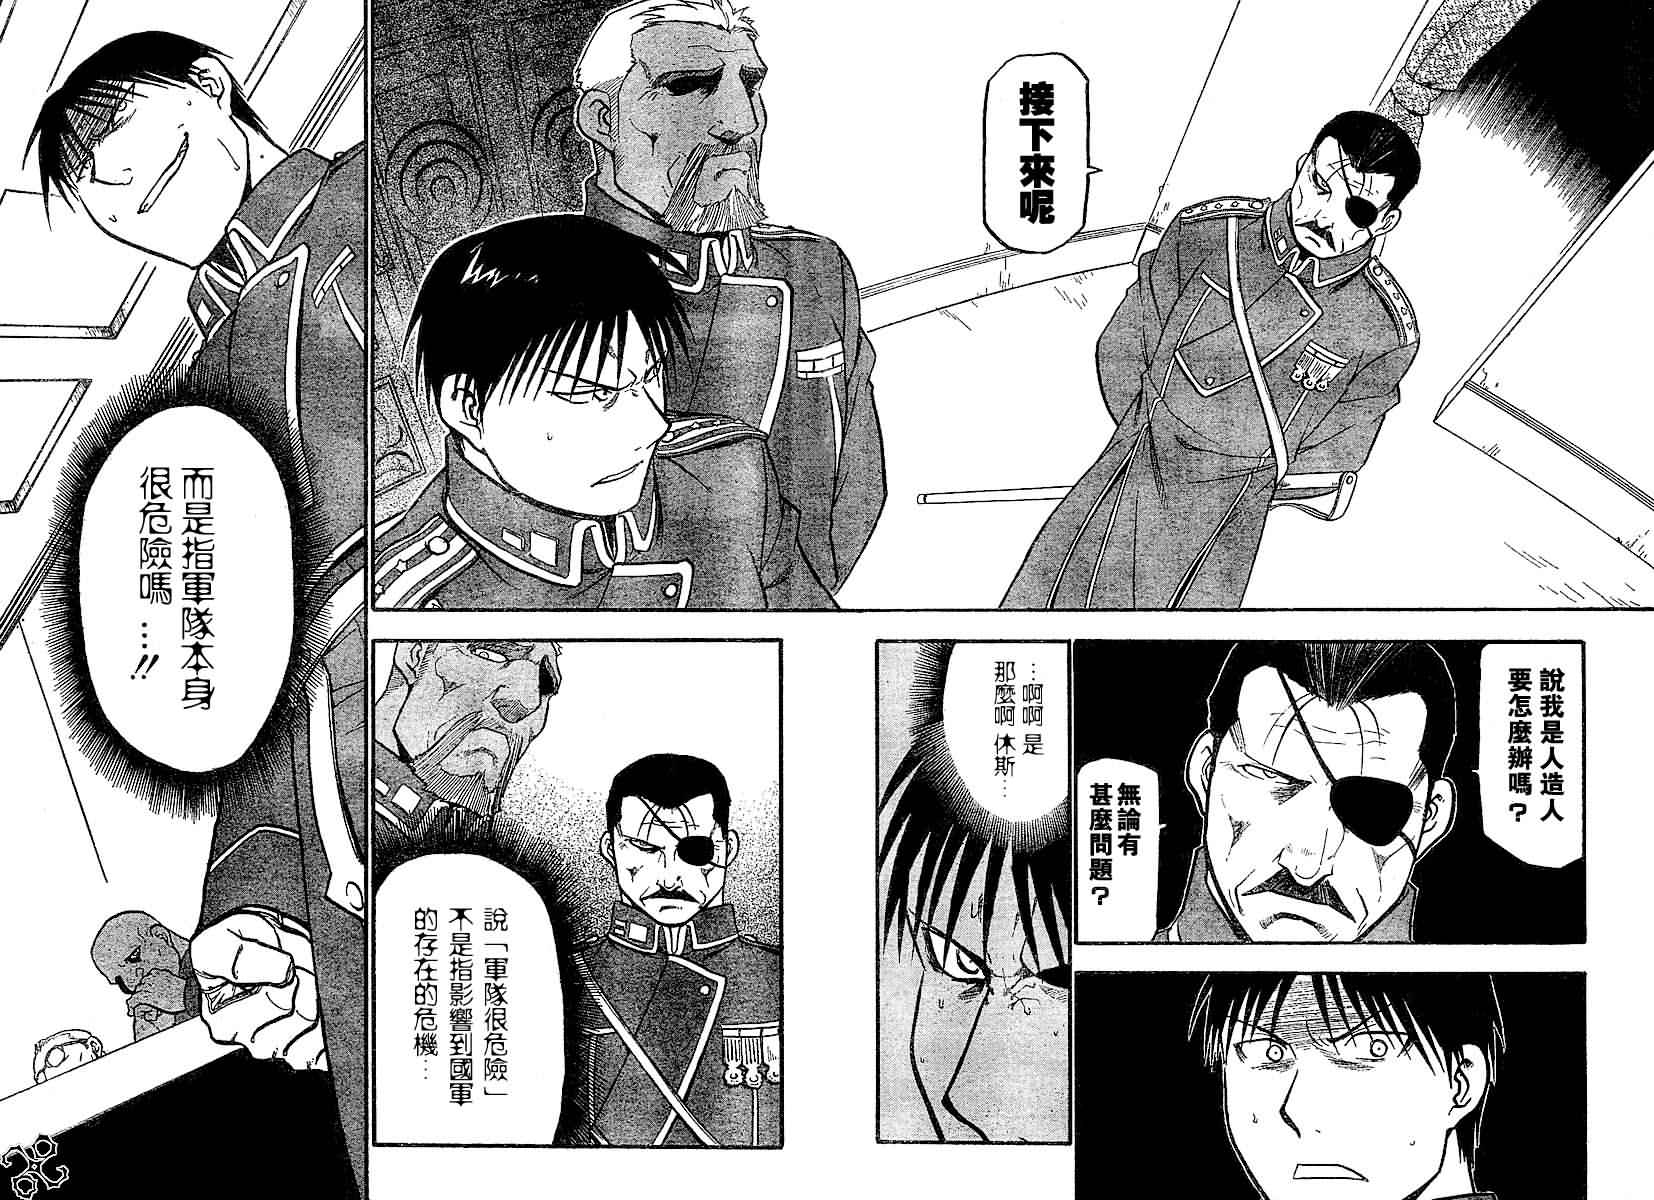 接下來呢
說我是人造人
要怎麼辦嗎？
無論有
甚麼問題？
…啊啊 是
那麼啊 休斯…
說「軍隊很危險」
不是指影響到國軍
的存在的危機…
而是指軍隊本身
很危險嗎…!!